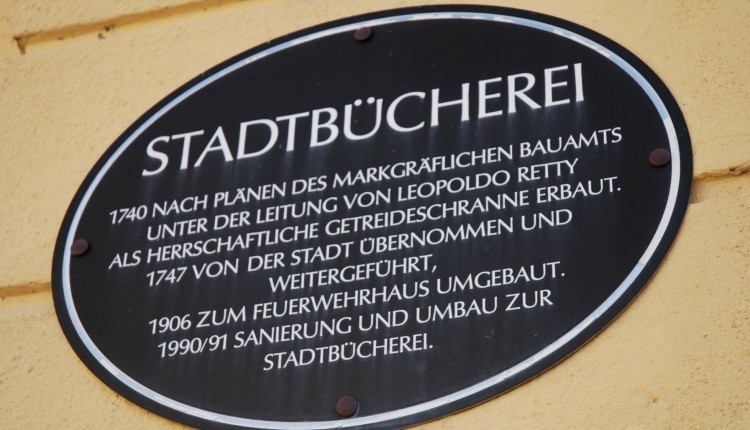 STADTBÜCHEREI
1740 NACH PLÄNEN DES MARKGRÄFLICHEN BAUAMTS
UNTER DER LEITUNG VON LEOPOLDO RETTY
ALS HERRSCHAFTLICHE GETREIDESCHRANNE ERBAUT.
1747 VON DER STADT ÜBERNOMMEN UND
WEITERGEFÜHRT,
1906 ZUM FEUERWEHRHAUS UMGEBAUT.
1990/91 SANIERUNG UND UMBAU ZUR
STADTBÜCHEREI.